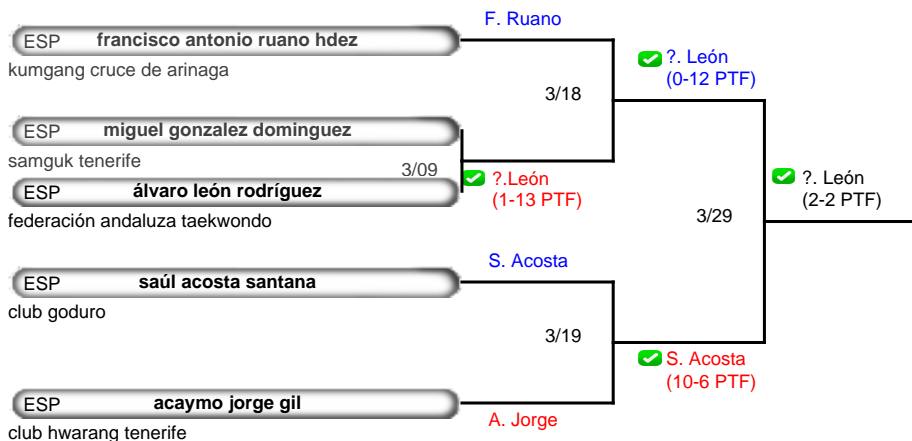 F. Ruano
ESP francisco antonio ruano hdez
kumgang cruce de arinaga
?. León
(0-12 PTF)
3/18
ESP miguel gonzalez dominguez
samguk tenerife
3/09
?.León
(1-13 PTF)
?. León
(2-2 PTF)
ESP álvaro león rodríguez
federación andaluza taekwondo
3/29
S. Acosta
ESP saúl acosta santana
club goduro
3/19
S. Acosta
(10-6 PTF)
ESP acaymo jorge gil
A. Jorge
club hwarang tenerife